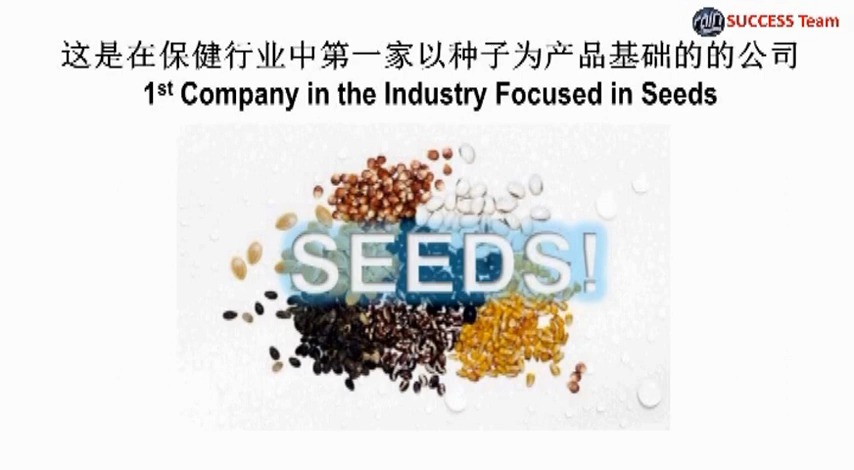 rain SUCCESS Team
这是在保健行业中第一家以种子为产品基础的的公司
1st Company in the Industry Focused in Seeds
SEEDS!